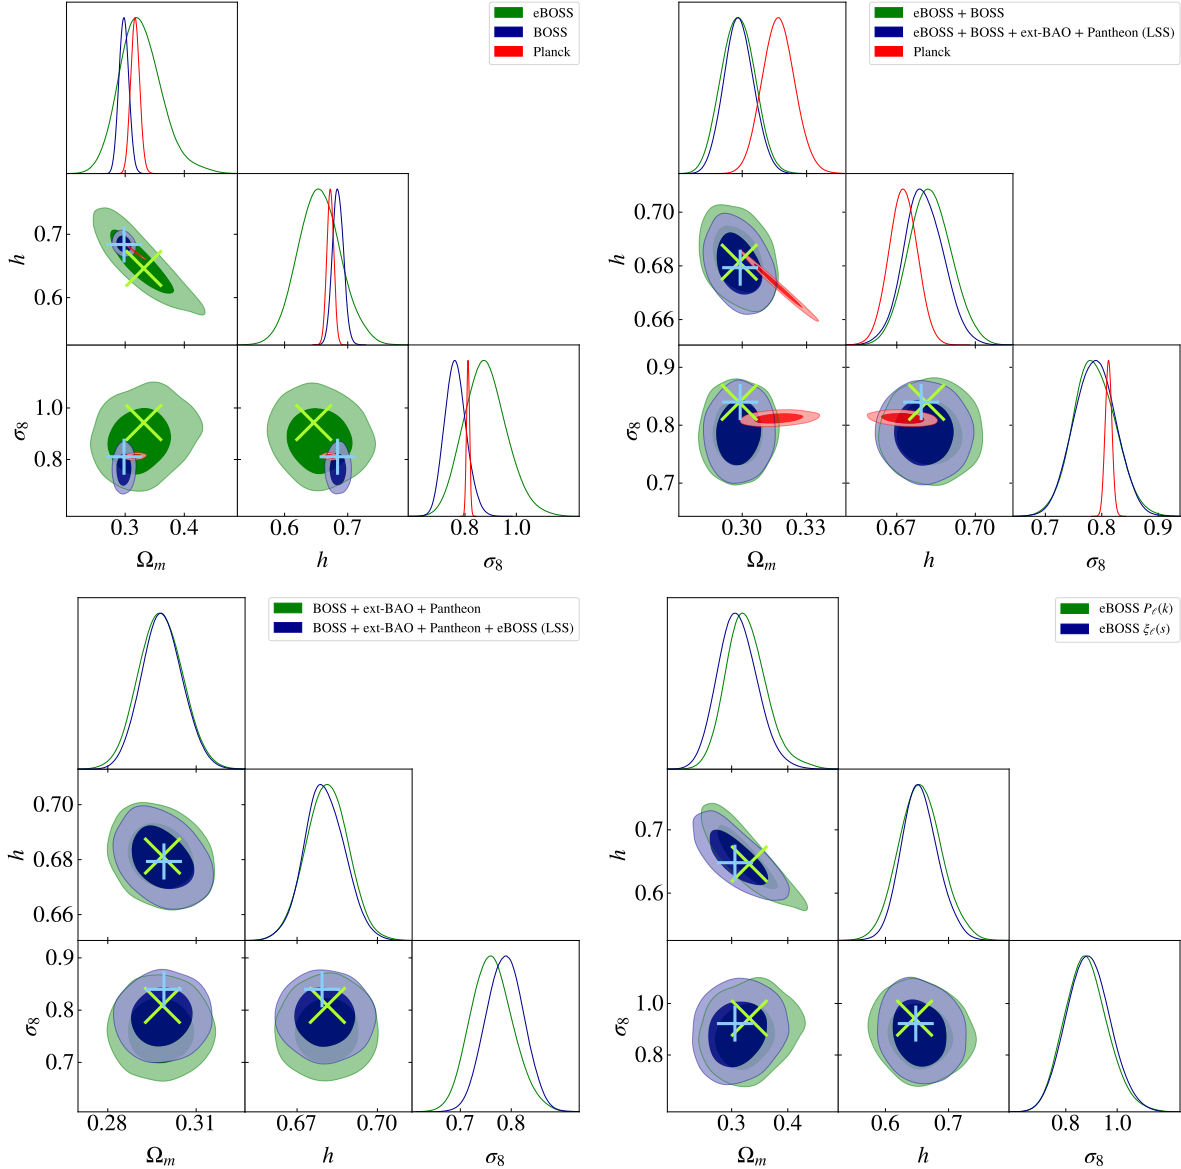 eBOSS
BOSS
Planck
h
0.7
0.6
σ8
1.0
0.8
0.3
0.4
0.6
0.7
0.8
1.0
Ωm
h
σ8
eBOSS + BOSS
eBOSS + BOSS + ext-BAO + Pantheon (LSS)
Planck
h
0.70
0.68
0.66
σ8
0.9
0.8
0.7
0.30
0.33
0.67
0.70
0.7
0.8
0.9
Ωm
h
σ8
BOSS + ext-BAO + Pantheon
BOSS + ext-BAO + Pantheon + eBOSS (LSS)
h
0.70
0.68
0.66
σ8
0.9
0.8
0.7
0.28
0.31
0.67
0.70
0.7
0.8
Ωm
h
σ8
eBOSS Pℓ(k)
eBOSS ξℓ(s)
h
0.7
0.6
σ8
1.0
0.8
0.3
0.4
0.6
0.7
0.8
1.0
Ωm
h
σ8